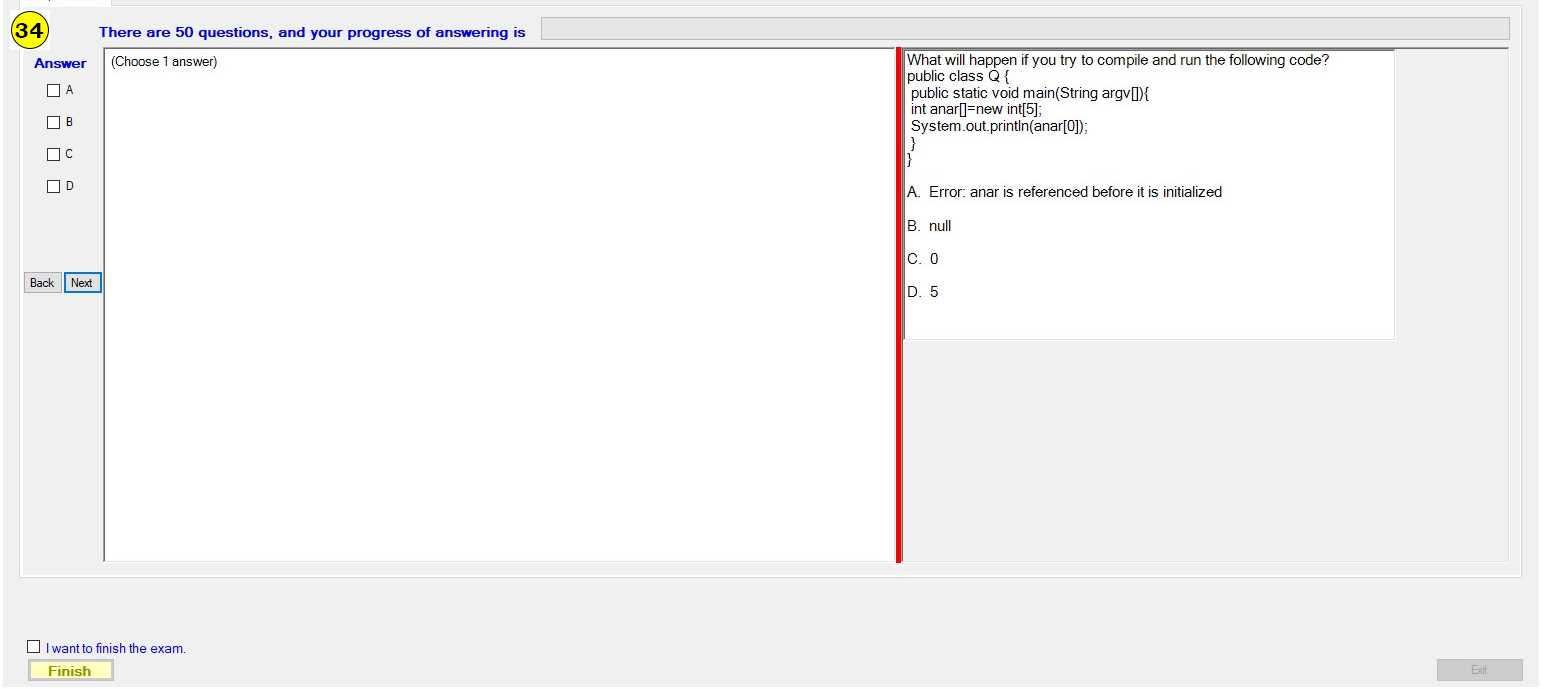 34
There are 50 questions, and your progress of answering is
Answer
(Choose 1 answer)
A
B
C
D
Back Next
What will happen if you try to compile and run the following code?
public class Q {
public static void main(String argv[]){
int anar[]=new int[5];
System.out.println(anar[0]);
}
}
A. Error: anar is referenced before it is initialized
B. null
C. 0
D. 5
I want to finish the exam.
Finish
Exit